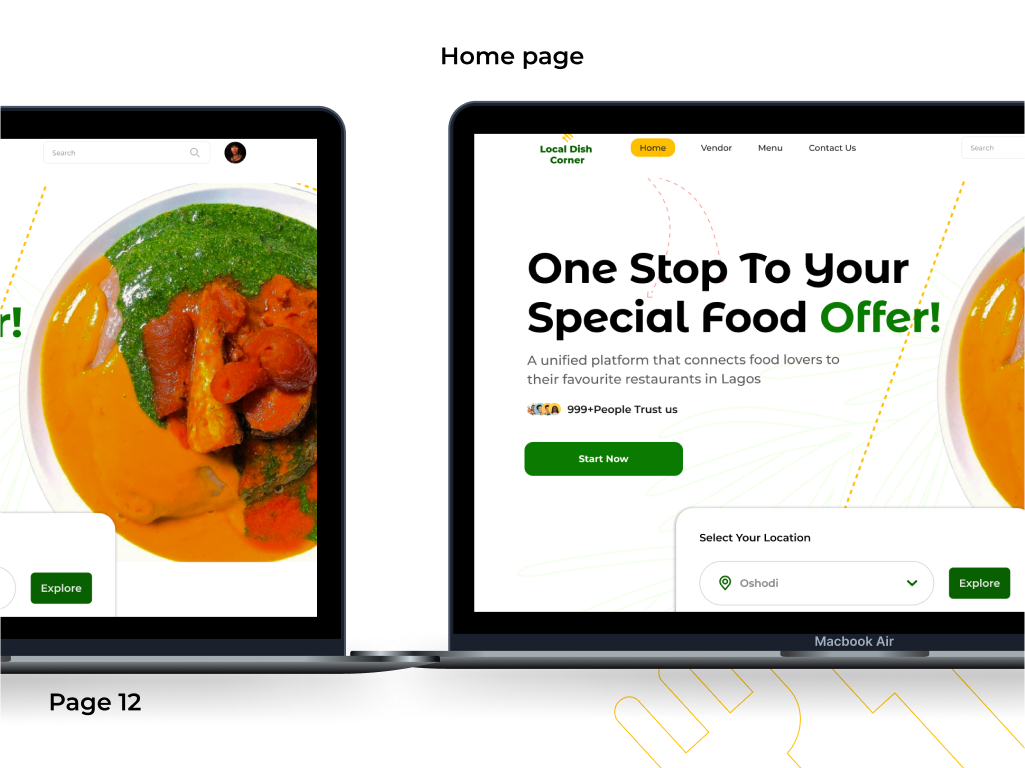 Home page
Search
r!
Explore
Local Dish
Corner
Home
Vendor
Menu
Contact Us
Search
One Stop To Your
Special Food Offer!
A unified platform that connects food lovers to
their favourite restaurants in Lagos
999+People Trust us
Start Now
Select Your Location
Oshodi
Explore
Macbook Air
Page 12